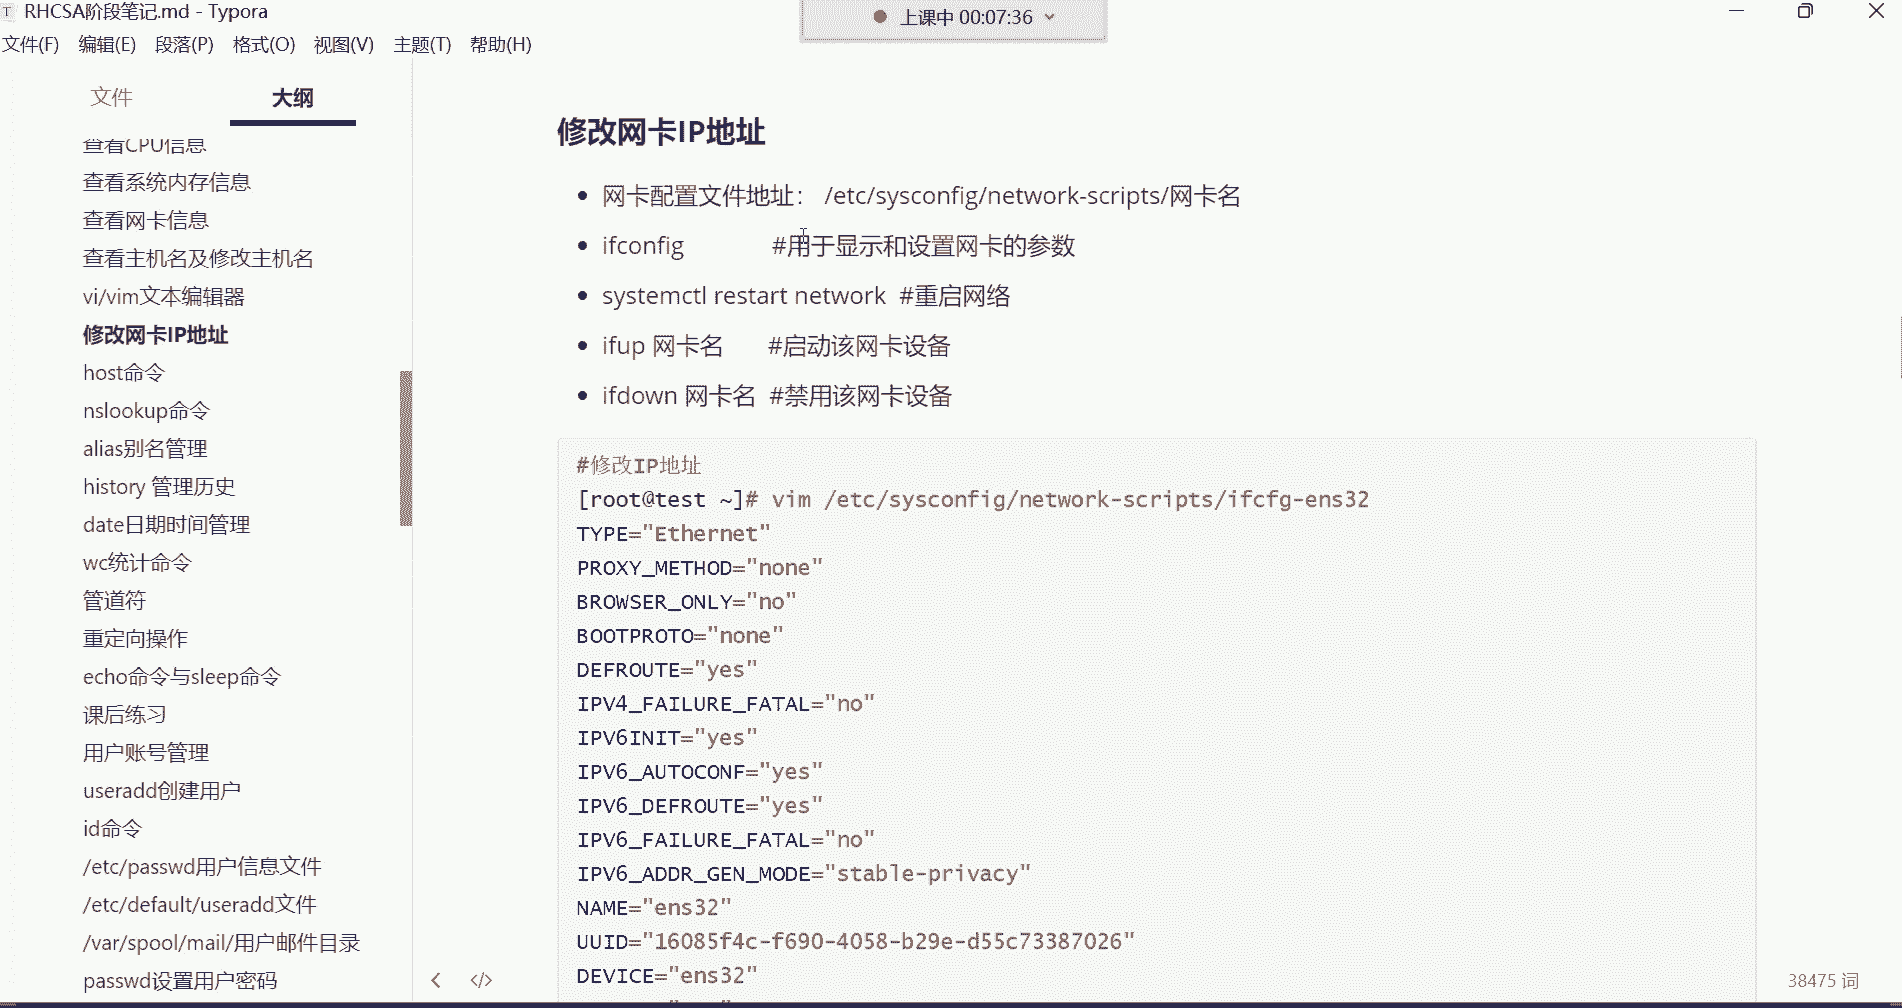 RHCSA阶段笔记.md - Typora
上课中 00:07:36
文件(F) 编辑(E) 段落(P) 格式(O) 视图(V) 主题(T) 帮助(H)
文件 大纲
查看CPU信息
查看系统内存信息
查看网卡信息
查看主机名及修改主机名
vi/vim文本编辑器
修改网卡IP地址
host命令
nslookup命令
alias别名管理
history 管理历史
date日期时间管理
wc统计命令
管道符
重定向操作
echo命令与sleep命令
课后练习
用户账号管理
useradd创建用户
id命令
/etc/passwd用户信息文件
/etc/default/useradd文件
/var/spool/mail/用户邮件目录
passwd设置用户密码
修改网卡IP地址
网卡配置文件地址： /etc/sysconfig/network-scripts/网卡名
ifconfig #用于显示和设置网卡的参数
systemctl restart network #重启网络
ifup 网卡名 #启动该网卡设备
ifdown 网卡名 #禁用该网卡设备
#修改IP地址
[root@test ~]# vim /etc/sysconfig/network-scripts/ifcfg-ens32
TYPE="Ethernet"
PROXY_METHOD="none"
BROWSER_ONLY="no"
BOOTPROTO="none"
DEFROUTE="yes"
IPV4_FAILURE_FATAL="no"
IPV6INIT="yes"
IPV6_AUTOCONF="yes"
IPV6_DEFROUTE="yes"
IPV6_FAILURE_FATAL="no"
IPV6_ADDR_GEN_MODE="stable-privacy"
NAME="ens32"
UUID="16085f4c-f690-4058-b29e-d55c73387026"
DEVICE="ens32"
38475 词